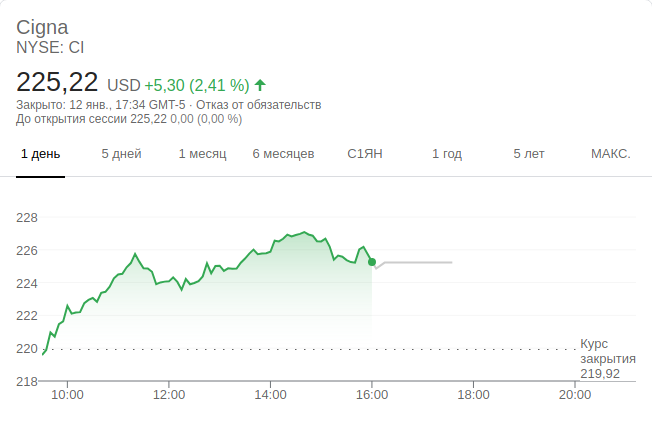 Cigna
NYSE: CI
225,22 USD +5,30 (2,41 %)
Закрыто: 12 янв., 17:34 GMT-5 · Отказ от обязательств
До открытия сессии 225,22 0,00 (0,00 %)
1 день 5 дней 1 месяц 6 месяцев С1ЯН 1 год 5 лет МАКС.
228
226
224
222
220
218
Курс
закрытия
219,92
10:00 12:00 14:00 16:00 18:00 20:00